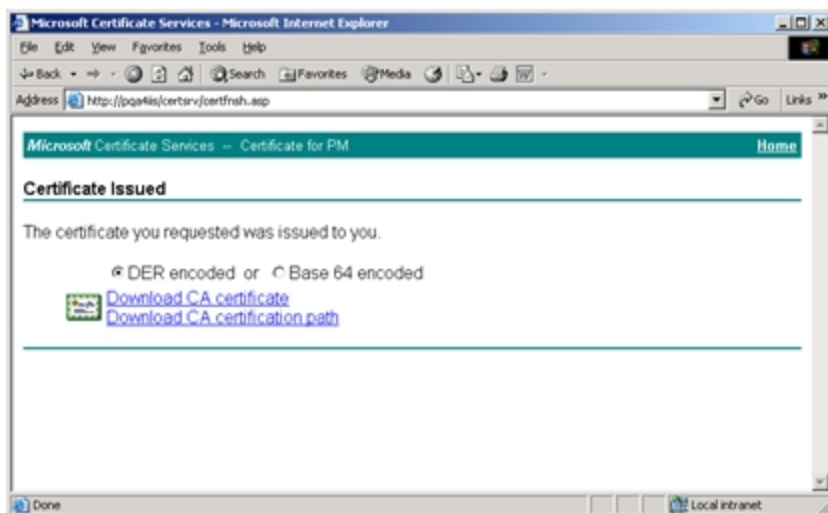 Microsoft Certificate Services - Microsoft Internet Explorer
File Edit View Favorites Tools Help
Back Search Favorites Media
Address http://pqa4iis/certsrv/certfnsh.asp Go Links »
Microsoft Certificate Services -- Certificate for PM Home
Certificate Issued
The certificate you requested was issued to you.
DER encoded or Base 64 encoded
Download CA certificate
Download CA certification path
Done Local intranet